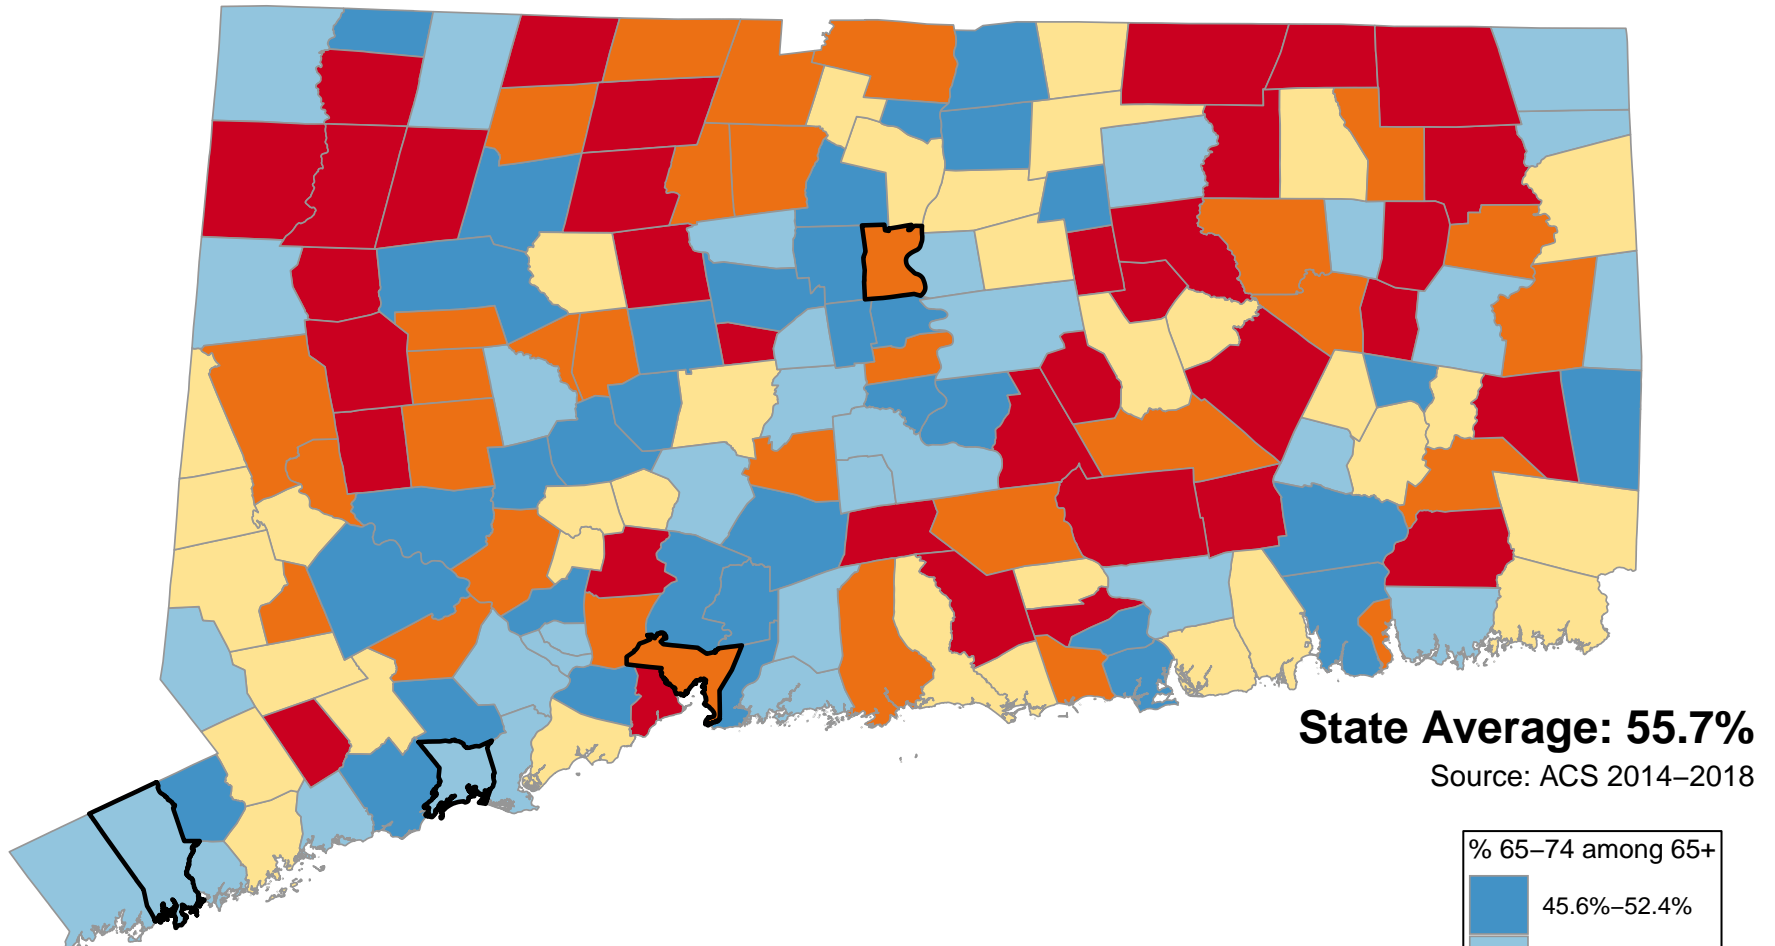 State Average: 55.7%
Source: ACS 2014–2018
% 65–74 among 65+
45.6%–52.4%